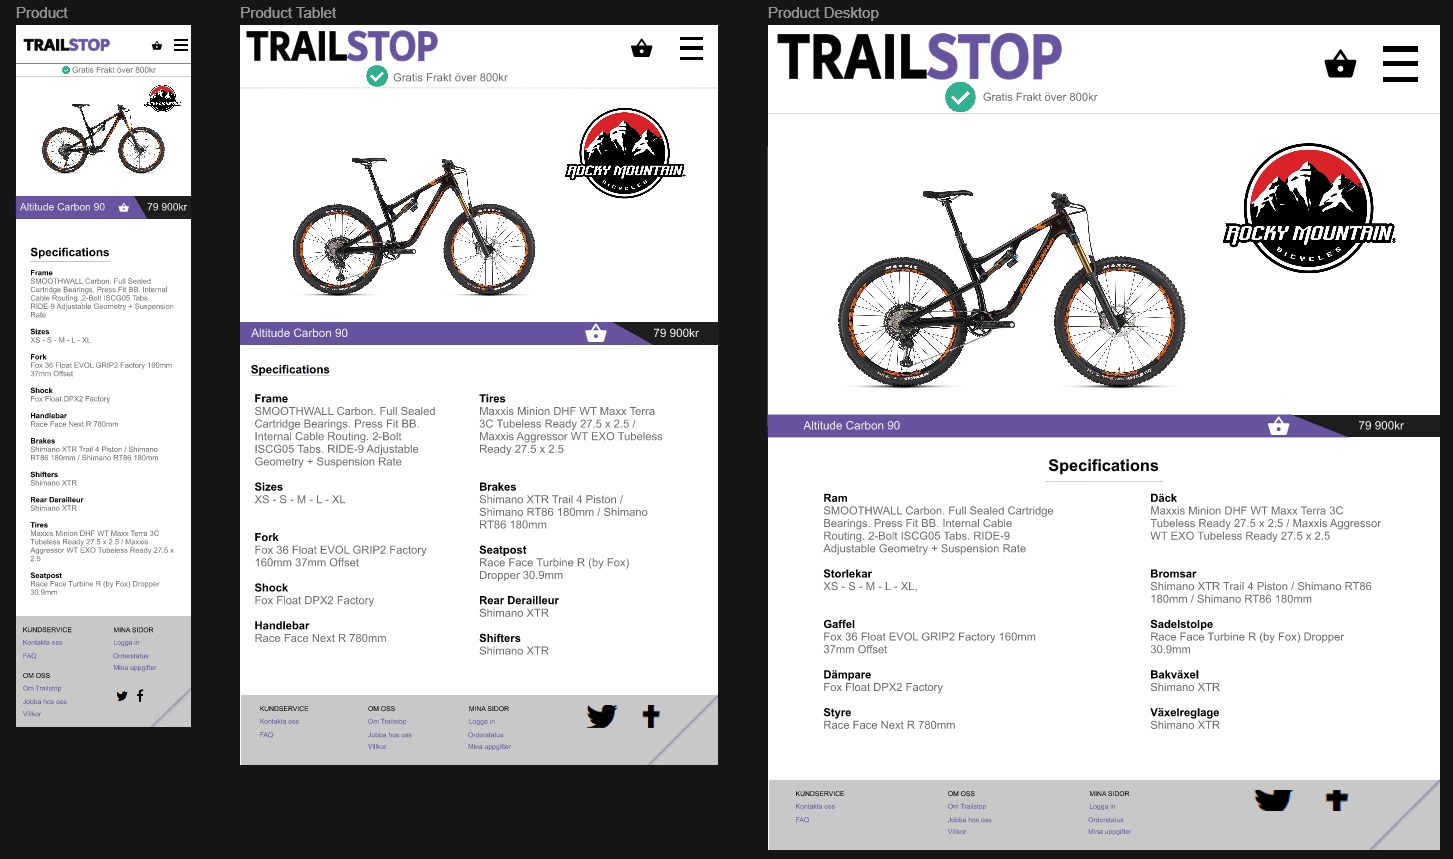 Product
TRAILSTOP
Gratis Frakt över 800kr
ROCKY MOUNTAIN
Altitude Carbon 90
79 900kr
Specifications
Frame
SMOOTHWALL Carbon. Full Sealed
Cartridge Bearings. Press Fit BB. Internal
Cable Routing. 2-Bolt ISCG05 Tabs.
RIDE-9 Adjustable Geometry + Suspension
Rate
Sizes
XS - S - M - L - XL
Fork
Fox 36 Float EVOL GRIP2 Factory 160mm
37mm Offset
Shock
Fox Float DPX2 Factory
Handlebar
Race Face Next R 780mm
Brakes
Shimano XTR Trail 4 Piston / Shimano
RT86 180mm / Shimano RT86 180mm
Shifters
Shimano XTR
Rear Derailleur
Shimano XTR
Tires
Maxxis Minion DHF WT Maxx Terra 3C
Tubeless Ready 27.5 x 2.5 / Maxxis
Aggressor WT EXO Tubeless Ready 27.5 x
2.5
Seatpost
Race Face Turbine R (by Fox) Dropper
30.9mm
KUNDSERVICE
Kontakta oss
FAQ
OM OSS
Om Trailstop
Jobba hos oss
Villkor
MINA SIDOR
Logga in
Orderstatus
Mina uppgifter
Product Tablet
TRAILSTOP
Gratis Frakt över 800kr
ROCKY MOUNTAIN
BICYCLES
Altitude Carbon 90
79 900kr
Specifications
Frame
SMOOTHWALL Carbon. Full Sealed
Cartridge Bearings. Press Fit BB.
Internal Cable Routing. 2-Bolt
ISCG05 Tabs. RIDE-9 Adjustable
Geometry + Suspension Rate
Sizes
XS - S - M - L - XL
Fork
Fox 36 Float EVOL GRIP2 Factory
160mm 37mm Offset
Shock
Fox Float DPX2 Factory
Handlebar
Race Face Next R 780mm
Tires
Maxxis Minion DHF WT Maxx Terra
3C Tubeless Ready 27.5 x 2.5 /
Maxxis Aggressor WT EXO Tubeless
Ready 27.5 x 2.5
Brakes
Shimano XTR Trail 4 Piston /
Shimano RT86 180mm / Shimano
RT86 180mm
Seatpost
Race Face Turbine R (by Fox)
Dropper 30.9mm
Rear Derailleur
Shimano XTR
Shifters
Shimano XTR
KUNDSERVICE
Kontakta oss
FAQ
OM OSS
Om Trailstop
Jobba hos oss
Villkor
MINA SIDOR
Logga in
Orderstatus
Mina uppgifter
Product Desktop
TRAILSTOP
Gratis Frakt över 800kr
ROCKY MOUNTAIN
BICYCLES
Altitude Carbon 90
79 900kr
Specifications
Ram
SMOOTHWALL Carbon. Full Sealed Cartridge
Bearings. Press Fit BB. Internal Cable
Routing. 2-Bolt ISCG05 Tabs. RIDE-9
Adjustable Geometry + Suspension Rate
Storlekar
XS - S - M - L - XL,
Gaffel
Fox 36 Float EVOL GRIP2 Factory 160mm
37mm Offset
Dämpare
Fox Float DPX2 Factory
Styre
Race Face Next R 780mm
Däck
Maxxis Minion DHF WT Maxx Terra 3C
Tubeless Ready 27.5 x 2.5 / Maxxis Aggressor
WT EXO Tubeless Ready 27.5 x 2.5
Bromsar
Shimano XTR Trail 4 Piston / Shimano RT86
180mm / Shimano RT86 180mm
Sadelstolpe
Race Face Turbine R (by Fox) Dropper
30.9mm
Bakväxel
Shimano XTR
Växelreglage
Shimano XTR
KUNDSERVICE
Kontakta oss
FAQ
OM OSS
Om Trailstop
Jobba hos oss
Villkor
MINA SIDOR
Logga in
Orderstatus
Mina uppgifter